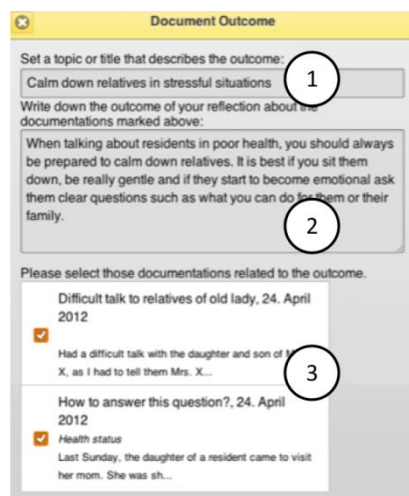 Document Outcome
Set a topic or title that describes the outcome:
Calm down relatives in stressful situations
1
Write down the outcome of your reflection about the
documentations marked above:
When talking about residents in poor health, you should always
be prepared to calm down relatives. It is best if you sit them
down, be really gentle and if they start to become emotional ask
them clear questions such as what you can do for them or their
family.
2
Please select those documentations related to the outcome.
Difficult talk to relatives of old lady, 24. April
2012
Had a difficult talk with the daughter and son of
X, as I had to tell them Mrs. X...
3
How to answer this question?, 24. April
2012
Health status
Last Sunday, the daughter of a resident came to visit
her mom. She was sh...